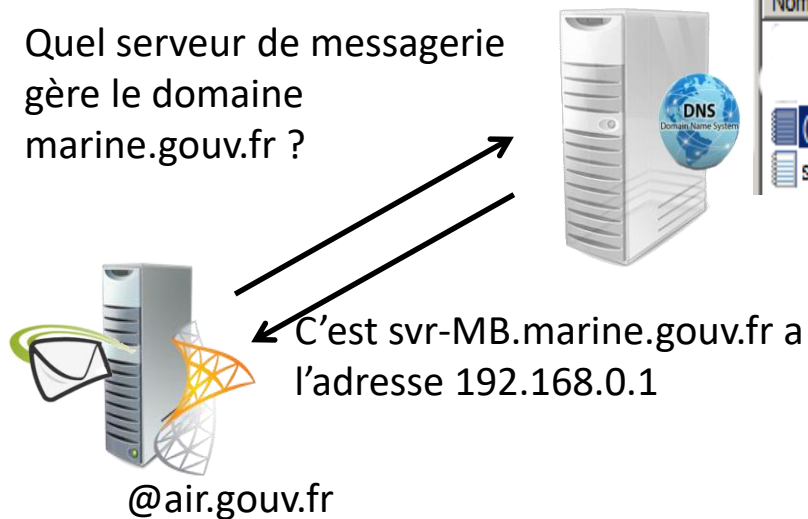 Nom
Quel serveur de messagerie
gère le domaine
marine.gouv.fr ?
DNS
Domain Name System
C’est svr-MB.marine.gouv.fr a
l’adresse 192.168.0.1
@air.gouv.fr